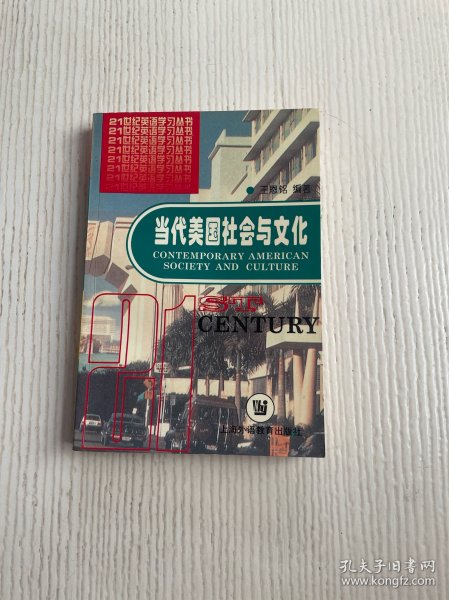 21世纪英语学习丛书
21世纪英语学习丛书
21世纪英语学习丛书
21世纪英语学习丛书
21世纪英语学习丛书
21世纪英语学习丛书
王恩铭 编著
当代美国社会与文化
CONTEMPORARY AMERICAN
SOCIETY AND CULTURE
21ST
CENTURY
上海外语教育出版社
孔夫子旧书网
www.kongfz.com